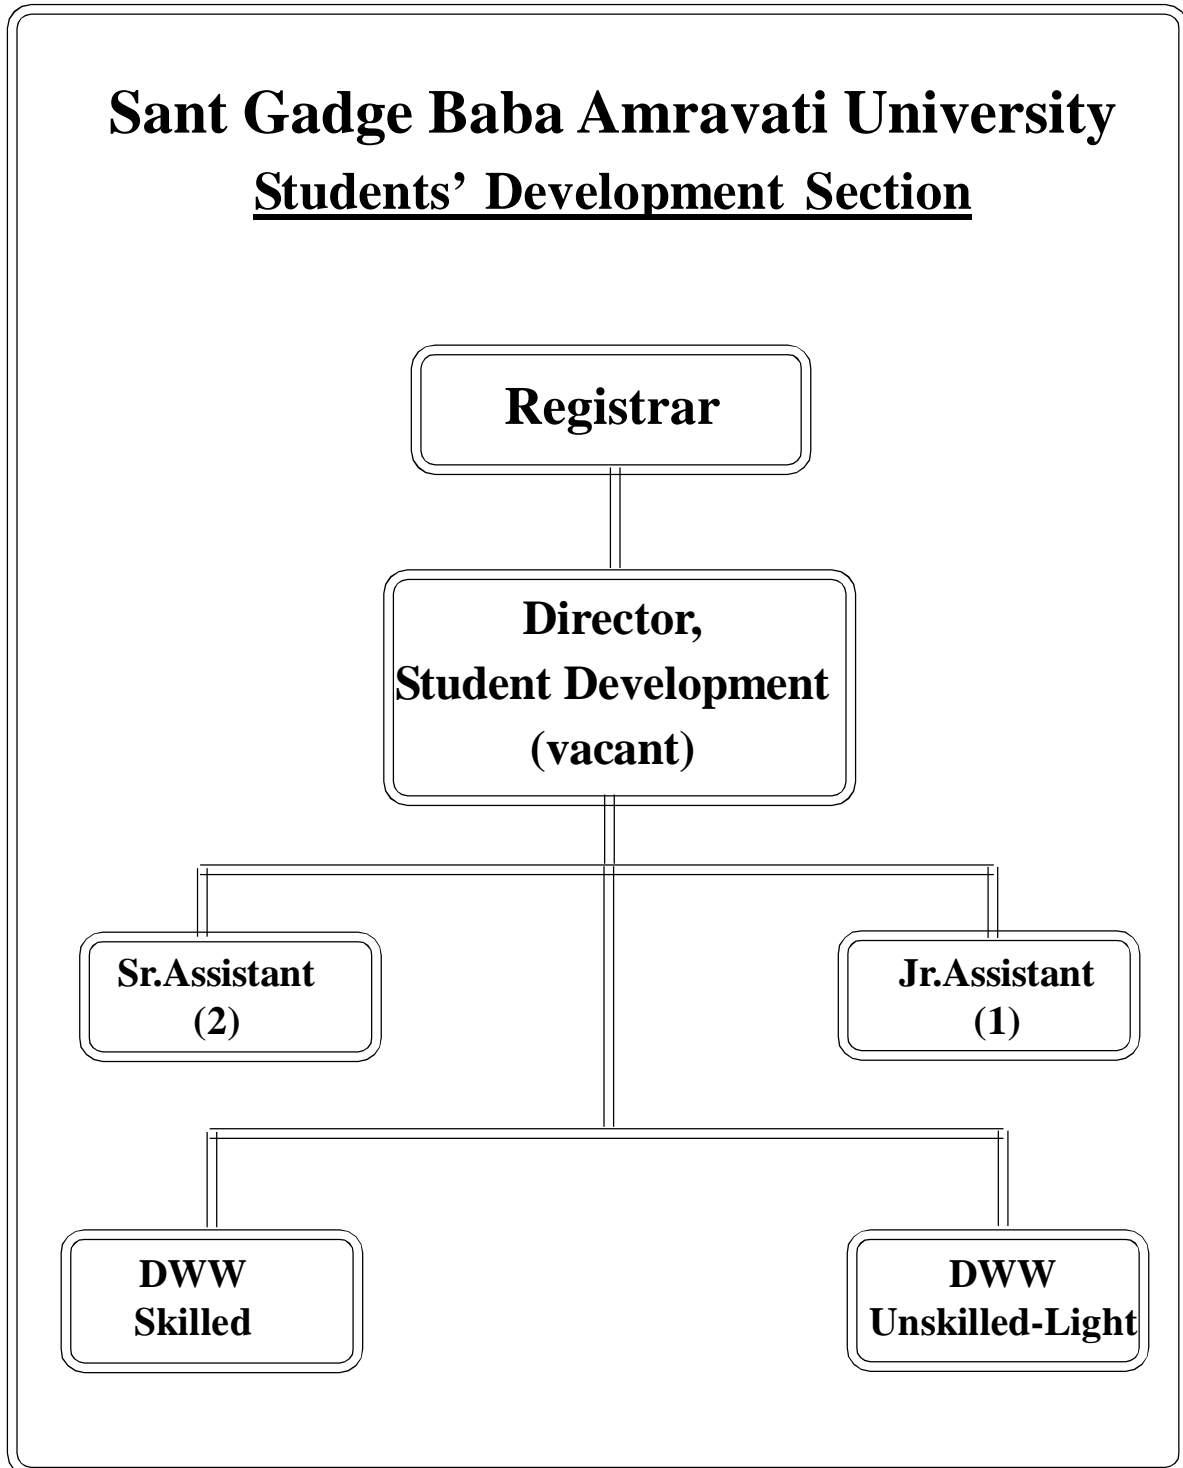 Sant Gadge Baba Amravati University
Students’ Development Section
Registrar
Director,
Student Development
(vacant)
Sr.Assistant
(2)
Jr.Assistant
(1)
DWW
Skilled
DWW
Unskilled-Light